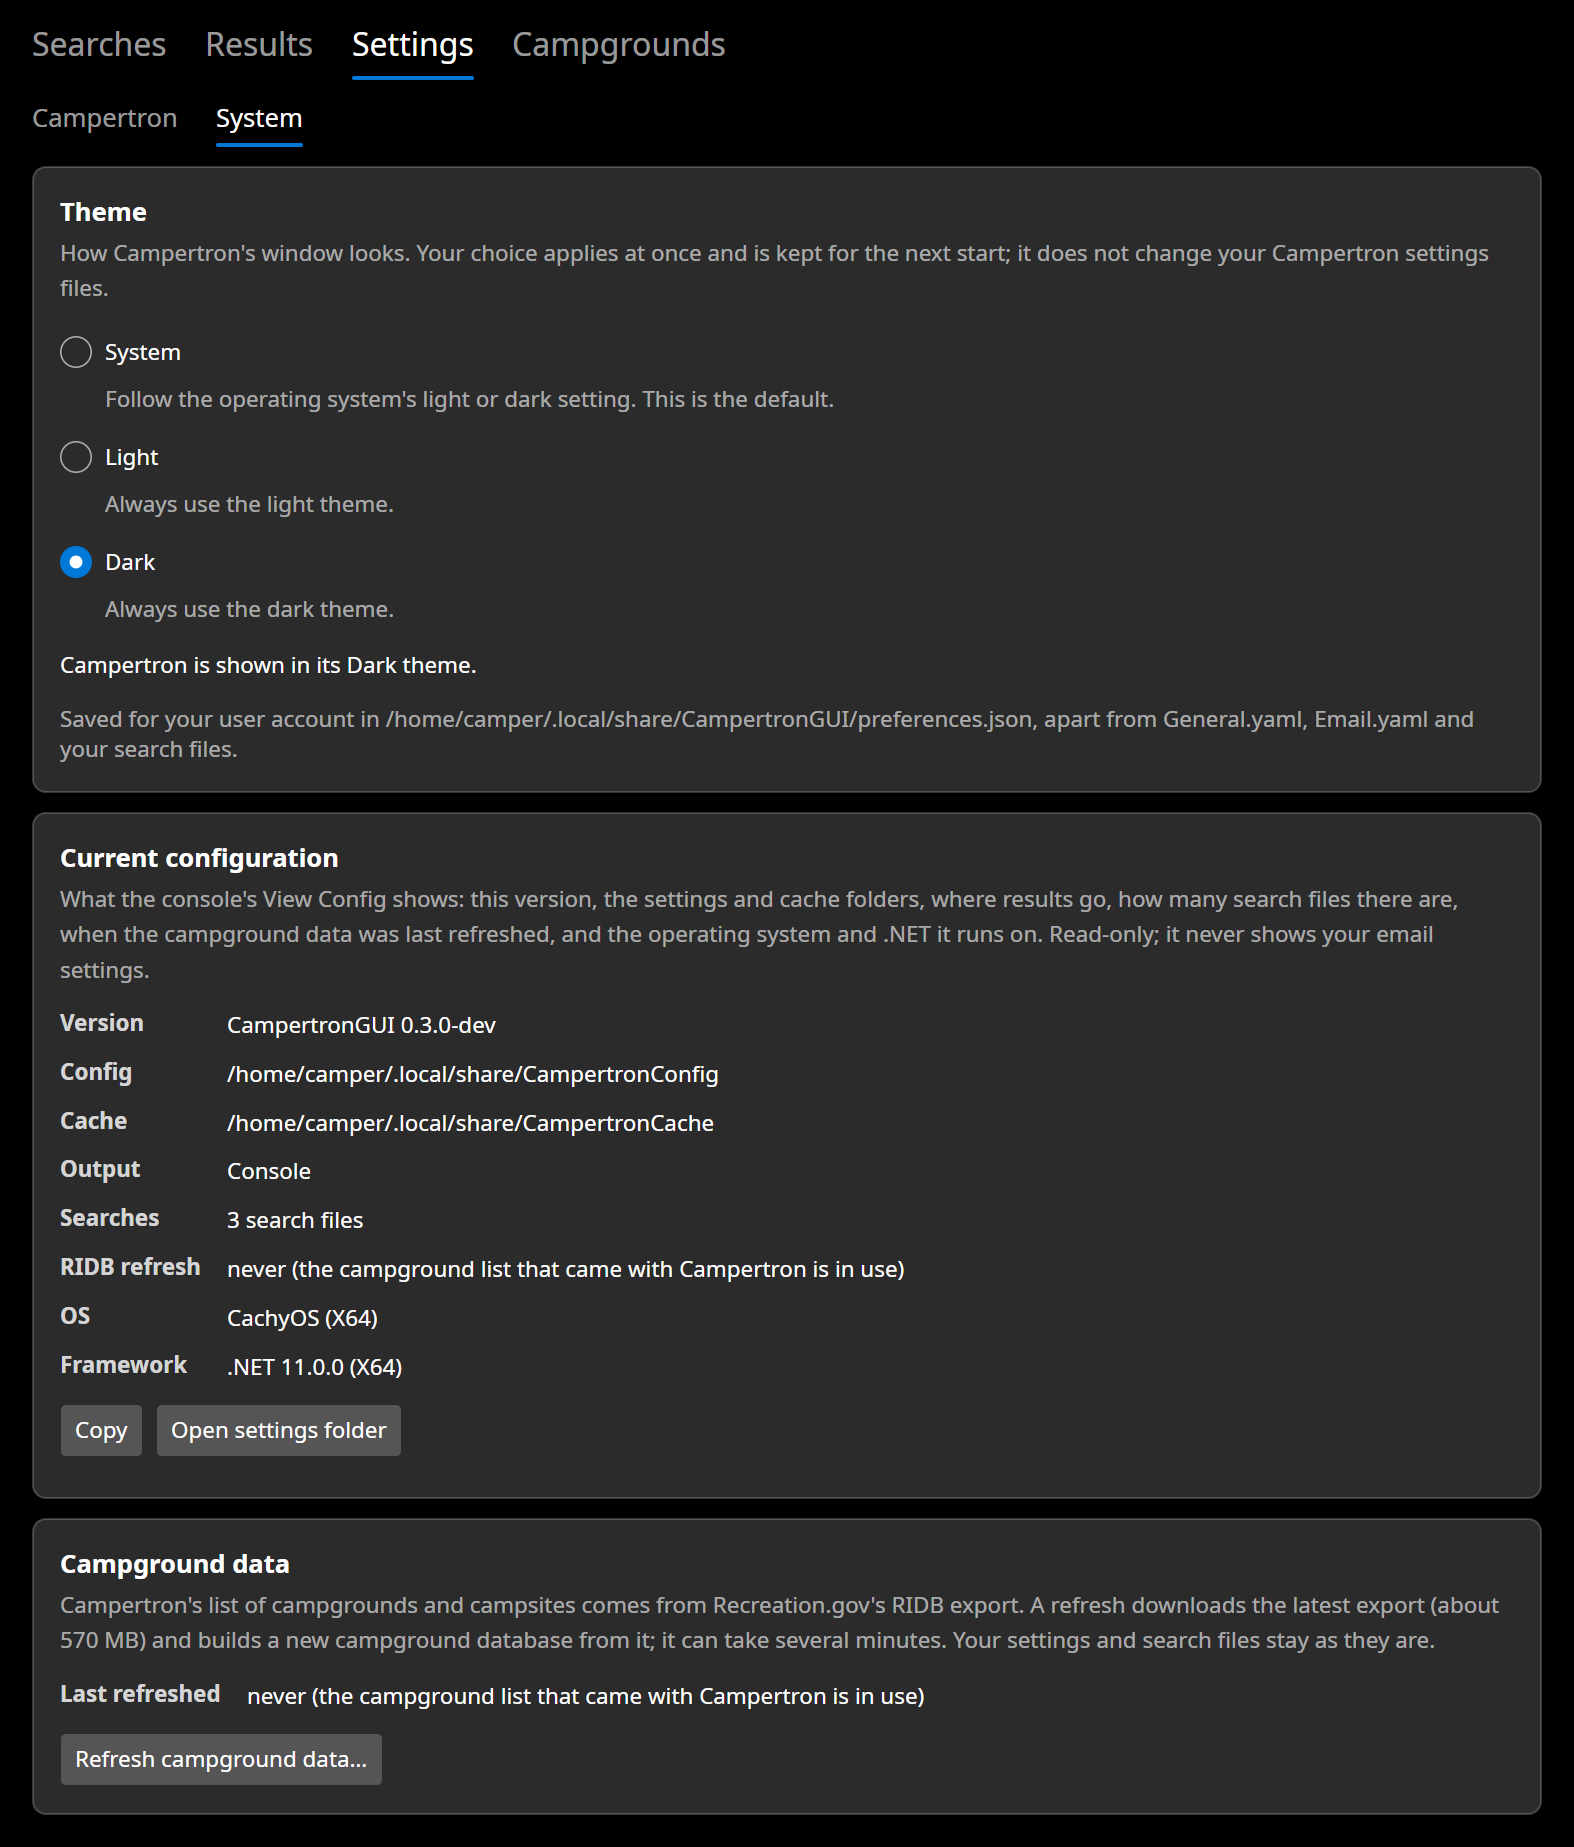 Searches Results Settings Campgrounds
Campertron System
Theme
How Campertron's window looks. Your choice applies at once and is kept for the next start; it does not change your Campertron settings
files.
System
Follow the operating system's light or dark setting. This is the default.
Light
Always use the light theme.
Dark
Always use the dark theme.
Campertron is shown in its Dark theme.
Saved for your user account in /home/camper/.local/share/CampertronGUI/preferences.json, apart from General.yaml, Email.yaml and
your search files.
Current configuration
What the console's View Config shows: this version, the settings and cache folders, where results go, how many search files there are,
when the campground data was last refreshed, and the operating system and .NET it runs on. Read-only; it never shows your email
settings.
Version CampertronGUI 0.3.0-dev
Config /home/camper/.local/share/CampertronConfig
Cache /home/camper/.local/share/CampertronCache
Output Console
Searches 3 search files
RIDB refresh never (the campground list that came with Campertron is in use)
OS CachyOS (X64)
Framework .NET 11.0.0 (X64)
Copy Open settings folder
Campground data
Campertron's list of campgrounds and campsites comes from Recreation.gov's RIDB export. A refresh downloads the latest export (about
570 MB) and builds a new campground database from it; it can take several minutes. Your settings and search files stay as they are.
Last refreshed never (the campground list that came with Campertron is in use)
Refresh campground data...